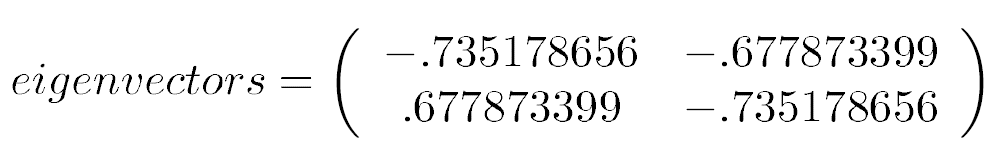 eigenvectors = ( -.735178656 -.677873399
.677873399 -.735178656 )